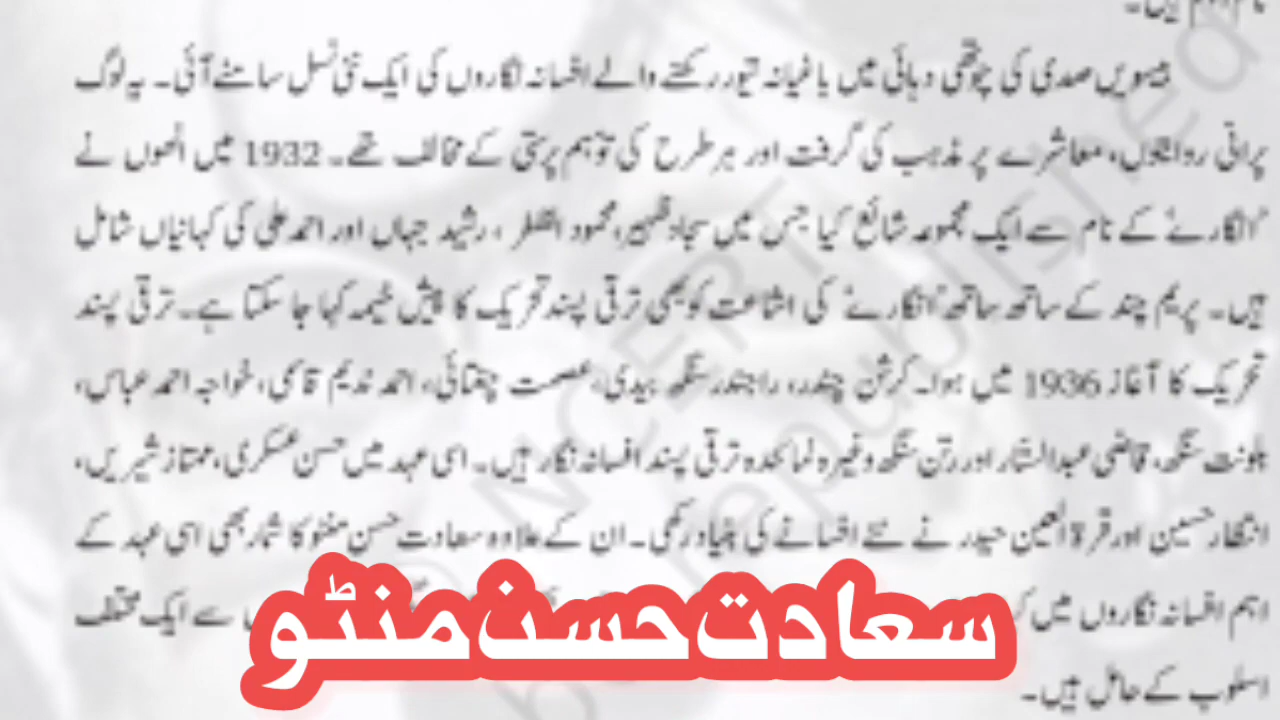 بیسویں صدی کی چوتھی دہائی میں باغیانہ تیور رکھنے والے افسانہ نگاروں کی ایک نئی نسل سامنے آئی۔ یہ لوگ
پرانی روایتوں، معاشرے پر مذہب کی گرفت اور ہر طرح کی توہم پرستی کے مخالف تھے۔ 1932 میں اُنھوں نے
'انگارے' کے نام سے ایک مجموعہ شائع کیا جس میں سجاد ظہیر، محمود الظفر، رشید جہاں اور احمد علی کی کہانیاں شامل
ہیں۔ پریم چند کے ساتھ ساتھ 'انگارے' کی اشاعت کو بھی ترقی پسند تحریک کا پیش خیمہ کہا جا سکتا ہے۔ ترقی پسند
تحریک کا آغاز 1936 میں ہوا۔ کرشن چندر، راجندر سنگھ بیدی، عصمت چغتائی، احمد ندیم قاسمی، خواجہ احمد عباس،
بلونت سنگھ، قاضی عبدالستار اور رتن سنگھ وغیرہ نمائندہ ترقی پسند افسانہ نگار ہیں۔ اسی عہد میں حسن عسکری، ممتاز شیریں،
انتظار حسین اور قرۃ العین حیدر نے نئے افسانے کی بنیاد رکھی۔ ان کے علاوہ سعادت حسن منٹو کا شمار بھی اسی عہد کے
اہم افسانہ نگاروں میں سے ایک مختلف
سعادت حسن منٹو
اسلوب کے حامل ہیں۔